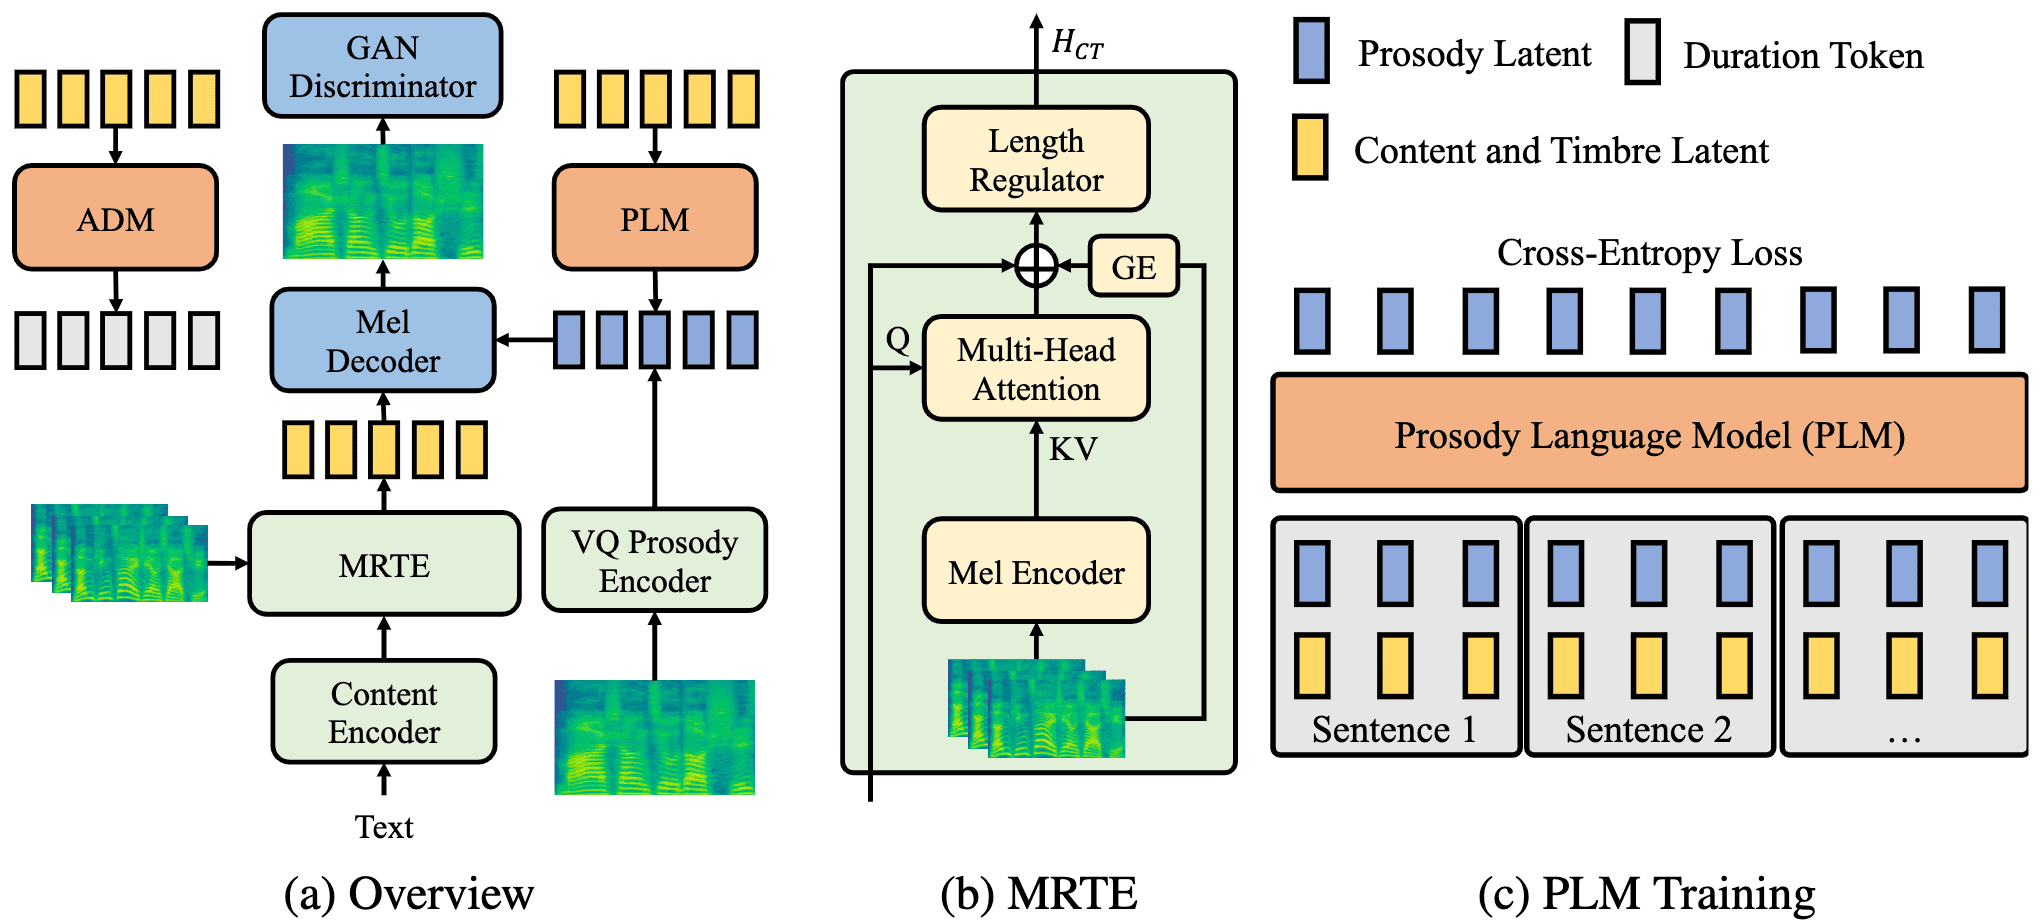 GAN
Discriminator
ADM
PLM
Mel
Decoder
MRTE
VQ Prosody
Encoder
Content
Encoder
Text
(a) Overview
H_CT
Length
Regulator
GE
Q
Multi-Head
Attention
KV
Mel Encoder
(b) MRTE
Prosody Latent
Duration Token
Content and Timbre Latent
Cross-Entropy Loss
Prosody Language Model (PLM)
Sentence 1
Sentence 2
...
(c) PLM Training